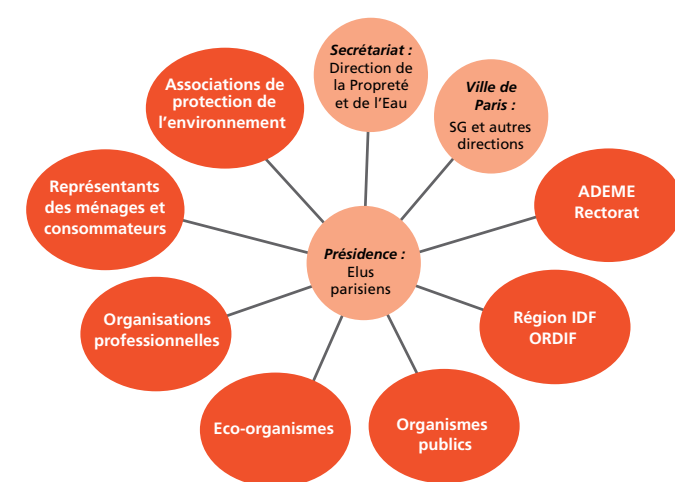 Secrétariat :
Direction de
la Propreté
et de l'Eau
Ville de
Paris :
SG et autres
directions
Associations de
protection de
l'environnement
ADEME
Rectorat
Représentants
des ménages et
consommateurs
Présidence :
Elus
parisiens
Région IDF
ORDIF
Organisations
professionnelles
Eco-organismes
Organismes
publics